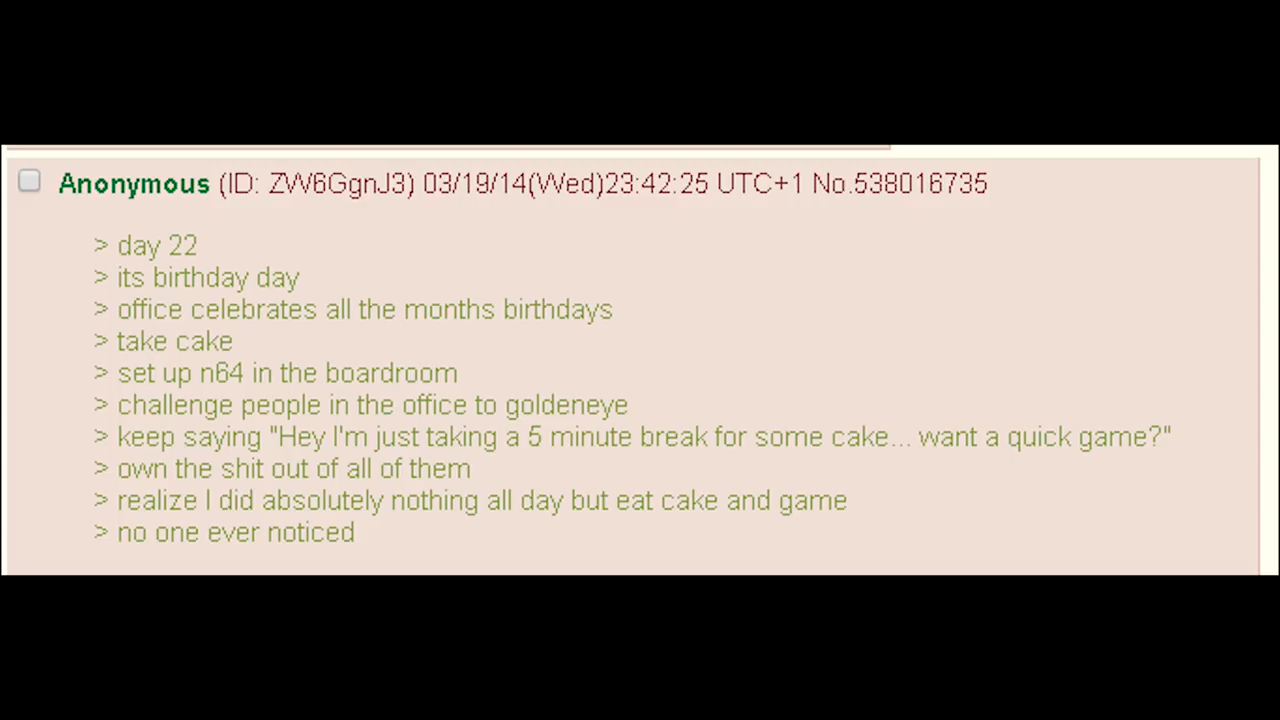 Anonymous (ID: ZW6GgnJ3) 03/19/14(Wed)23:42:25 UTC+1 No.538016735
> day 22
> its birthday day
> office celebrates all the months birthdays
> take cake
> set up n64 in the boardroom
> challenge people in the office to goldeneye
> keep saying "Hey I'm just taking a 5 minute break for some cake... want a quick game?"
> own the shit out of all of them
> realize I did absolutely nothing all day but eat cake and game
> no one ever noticed